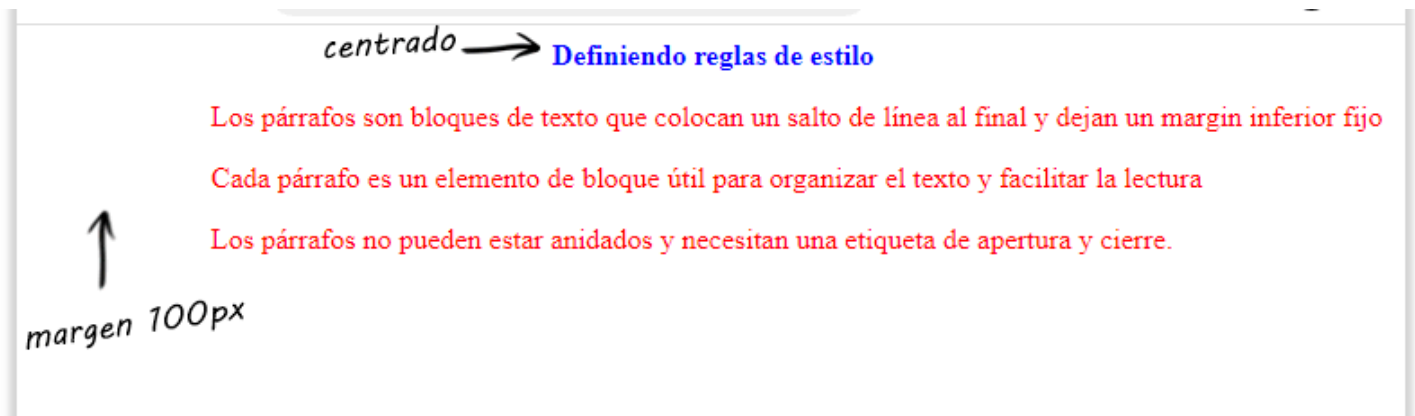 centrado
Definiendo reglas de estilo
Los párrafos son bloques de texto que colocan un salto de línea al final y dejan un margin inferior fijo
Cada párrafo es un elemento de bloque útil para organizar el texto y facilitar la lectura
Los párrafos no pueden estar anidados y necesitan una etiqueta de apertura y cierre.
margen 100px